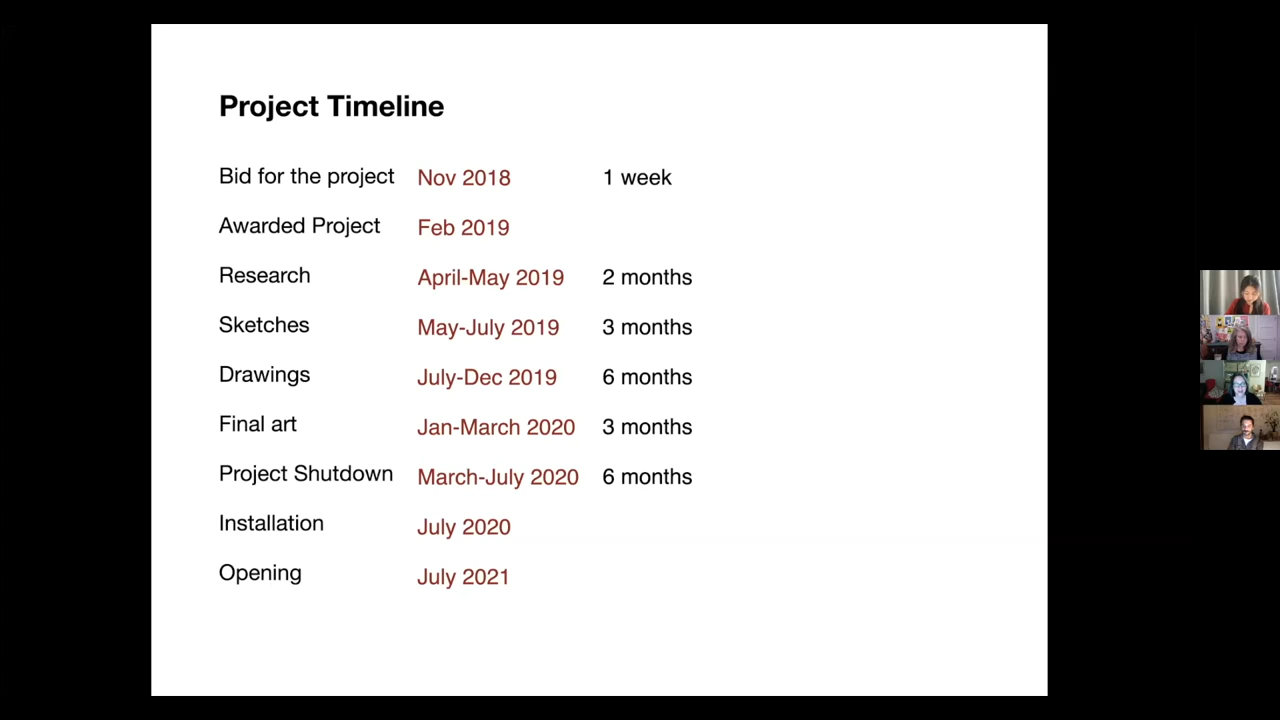 Project Timeline
Bid for the project Nov 2018 1 week
Awarded Project Feb 2019
Research April-May 2019 2 months
Sketches May-July 2019 3 months
Drawings July-Dec 2019 6 months
Final art Jan-March 2020 3 months
Project Shutdown March-July 2020 6 months
Installation July 2020
Opening July 2021